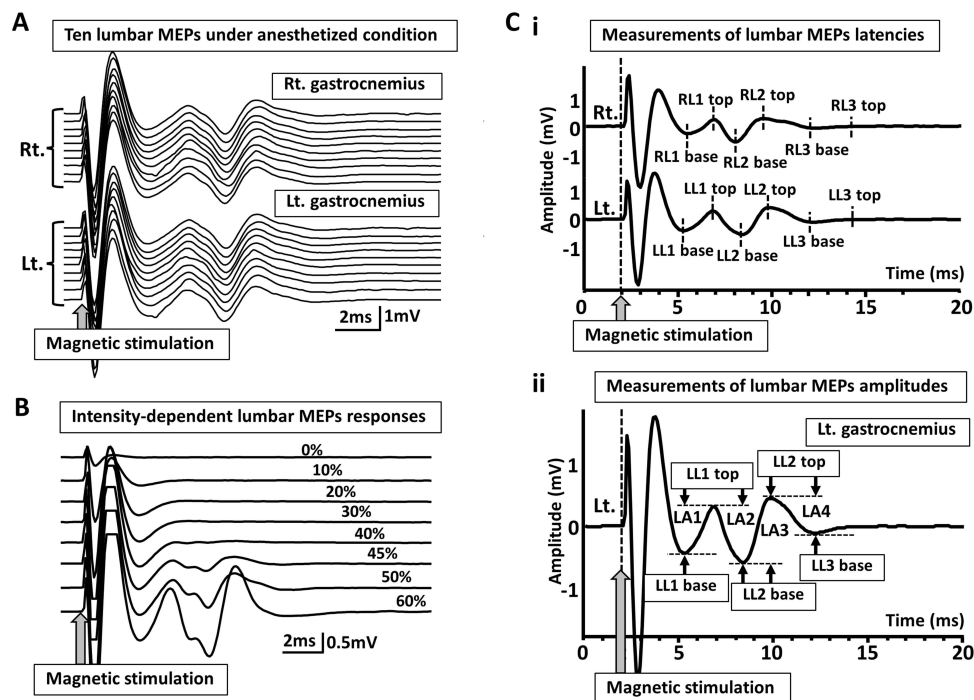 A
Ten lumbar MEPs under anesthetized condition
Rt. gastrocnemius
Rt.
Lt. gastrocnemius
Lt.
2ms 1mV
Magnetic stimulation
B
Intensity-dependent lumbar MEPs responses
0%
10%
20%
30%
40%
45%
50%
60%
2ms 0.5mV
Magnetic stimulation
C i
Measurements of lumbar MEPs latencies
Amplitude (mV)
1
0
-1
1
0
-1
Rt.
RL1 top RL2 top RL3 top
RL1 base RL2 base RL3 base
Lt.
LL1 top LL2 top LL3 top
LL1 base LL2 base LL3 base
Time (ms)
0 5 10 15 20
Magnetic stimulation
ii
Measurements of lumbar MEPs amplitudes
Lt. gastrocnemius
Amplitude (mV)
1
0
-1
Lt.
LL1 top LL2 top
LA1 LA2 LA3 LA4
LL1 base LL2 base LL3 base
Time (ms)
0 5 10 15 20
Magnetic stimulation